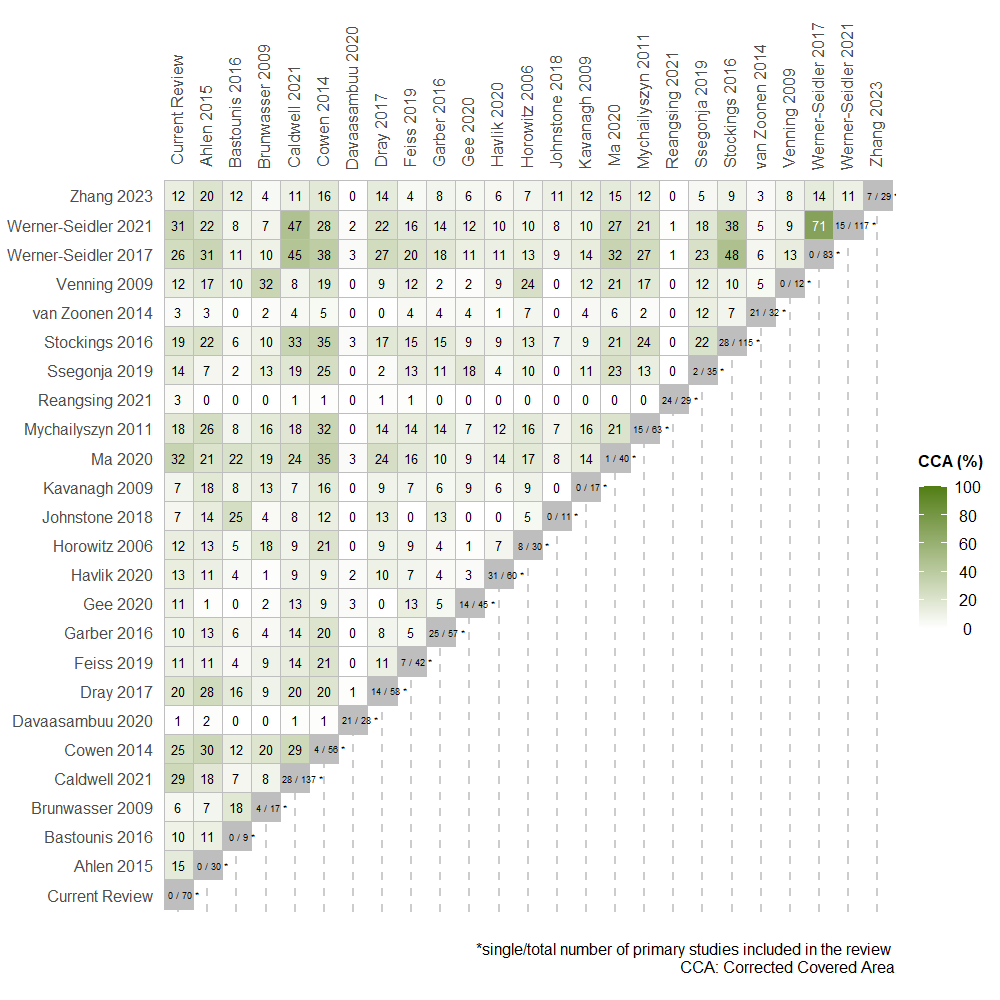 Current Review
Ahlen 2015
Bastounis 2016
Brunwasser 2009
Caldwell 2021
Cowen 2014
Davaasambuu 2020
Dray 2017
Feiss 2019
Garber 2016
Gee 2020
Havlik 2020
Horowitz 2006
Johnstone 2018
Kavanagh 2009
Ma 2020
Mychailyszyn 2011
Reangsing 2021
Ssegonja 2019
Stockings 2016
van Zoonen 2014
Venning 2009
Werner-Seidler 2017
Werner-Seidler 2021
Zhang 2023
Zhang 2023 12 20 12 4 11 16 0 14 4 8 6 6 7 11 12 15 12 0 5 9 3 8 14 11 7 / 29 *
Werner-Seidler 2021 31 22 8 7 47 28 2 22 16 14 12 10 10 8 10 27 21 1 18 38 5 9 71 15 / 117 *
Werner-Seidler 2017 26 31 11 10 45 38 3 27 20 18 11 11 13 9 14 32 27 1 23 48 6 13 0 / 83 *
Venning 2009 12 17 10 32 8 19 0 9 12 2 2 9 24 0 12 21 17 0 12 10 5 0 / 12 *
van Zoonen 2014 3 3 0 2 4 5 0 0 4 4 4 1 7 0 4 6 2 0 12 7 21 / 32 *
Stockings 2016 19 22 6 10 33 35 3 17 15 15 9 9 13 7 9 21 24 0 22 28 / 115 *
Ssegonja 2019 14 7 2 13 19 25 0 2 13 11 18 4 10 0 11 23 13 0 2 / 35 *
Reangsing 2021 3 0 0 0 1 1 0 1 1 0 0 0 0 0 0 0 0 24 / 29 *
Mychailyszyn 2011 18 26 8 16 18 32 0 14 14 14 7 12 16 7 16 21 15 / 63 *
Ma 2020 32 21 22 19 24 35 3 24 16 10 9 14 17 8 14 1 / 40 *
Kavanagh 2009 7 18 8 13 7 16 0 9 7 6 9 6 9 0 0 / 17 *
Johnstone 2018 7 14 25 4 8 12 0 13 0 13 0 0 5 0 / 11 *
Horowitz 2006 12 13 5 18 9 21 0 9 9 4 1 7 8 / 30 *
Havlik 2020 13 11 4 1 9 9 2 10 7 4 3 31 / 60 *
Gee 2020 11 1 0 2 13 9 3 0 13 5 14 / 45 *
Garber 2016 10 13 6 4 14 20 0 8 5 25 / 57 *
Feiss 2019 11 11 4 9 14 21 0 11 7 / 42 *
Dray 2017 20 28 16 9 20 20 1 14 / 58 *
Davaasambuu 2020 1 2 0 0 1 1 21 / 28 *
Cowen 2014 25 30 12 20 29 4 / 56 *
Caldwell 2021 29 18 7 8 28 / 137 *
Brunwasser 2009 6 7 18 4 / 17 *
Bastounis 2016 10 11 0 / 9 *
Ahlen 2015 15 0 / 30 *
Current Review 0 / 70 *
CCA (%)
100
80
60
40
20
0
*single/total number of primary studies included in the review
CCA: Corrected Covered Area